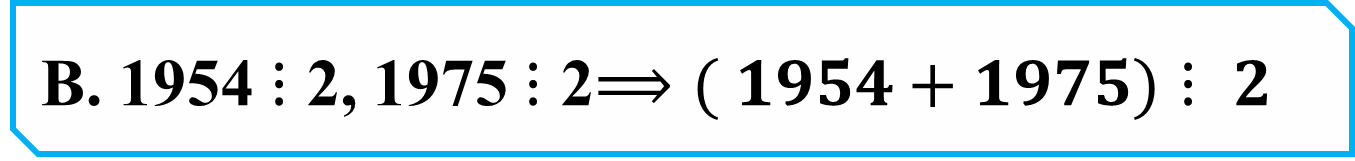 B. 1954 ⋮ 2, 1975 ⋮ 2⟹ ( 1954 + 1975) ⋮ 2